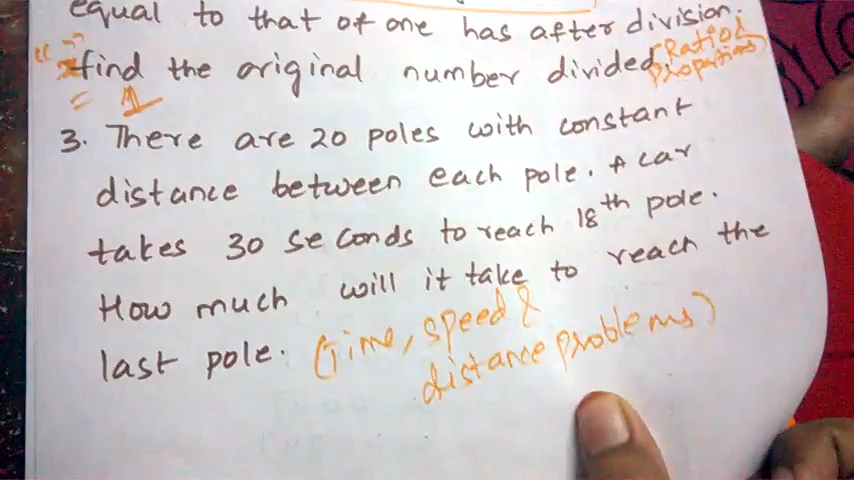 equal to that of one has after division.
find the original number divided. (Ratio &
Proportions)
3. There are 20 poles with constant
distance between each pole. A car
takes 30 seconds to reach 18th pole.
How much will it take to reach the
last pole. (Time, speed &
distance problems)